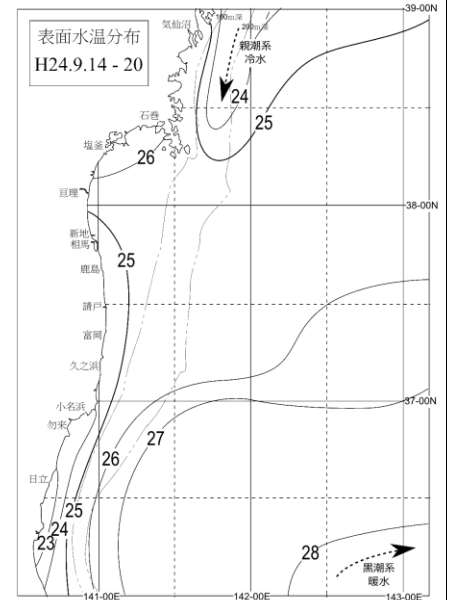 表面水温分布
H24.9.14 - 20
39-00N
気仙沼
100m深
200m深
親潮系
冷水
24
25
石巻
塩釜
26
亘理
38-00N
新地
相馬
25
鹿島
請戸
富岡
久之浜
37-00N
小名浜
勿来
27
26
日立
25
24
23
28
黒潮系
暖水
141-00E
142-00E
143-00E